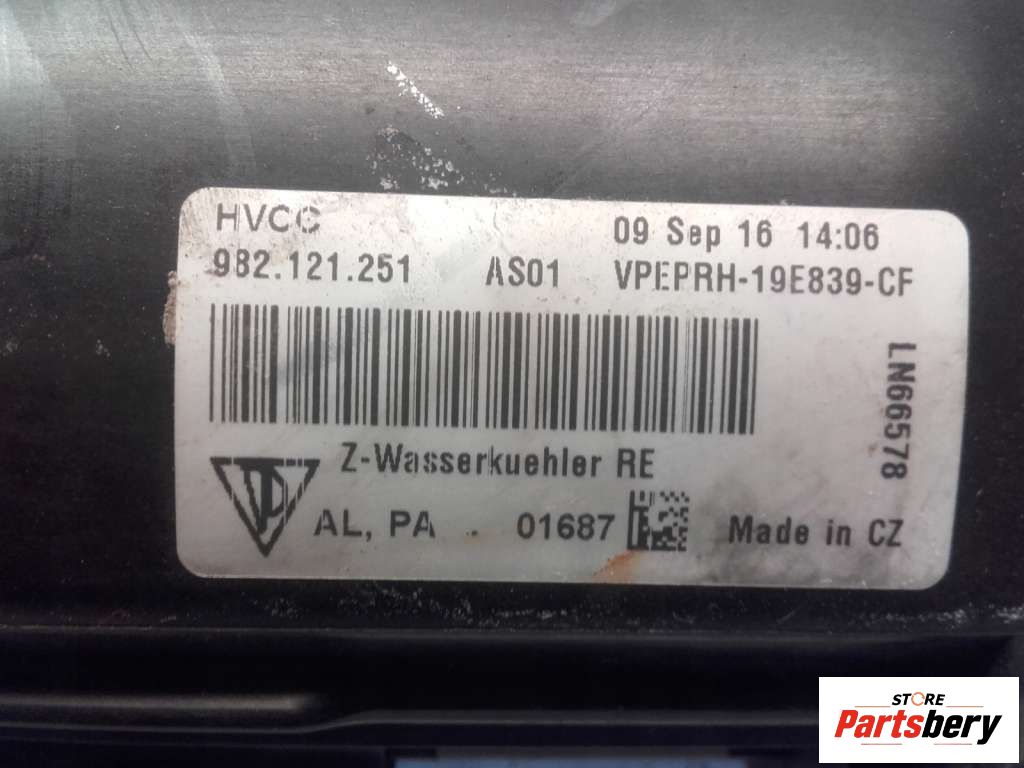 HVCC
09 Sep 16 14:06
982.121.251 AS01 VPEPRH-19E839-CF
LN66578
Z-Wasserkuehler RE
AL, PA 01687
Made in CZ
STORE
Partsbery